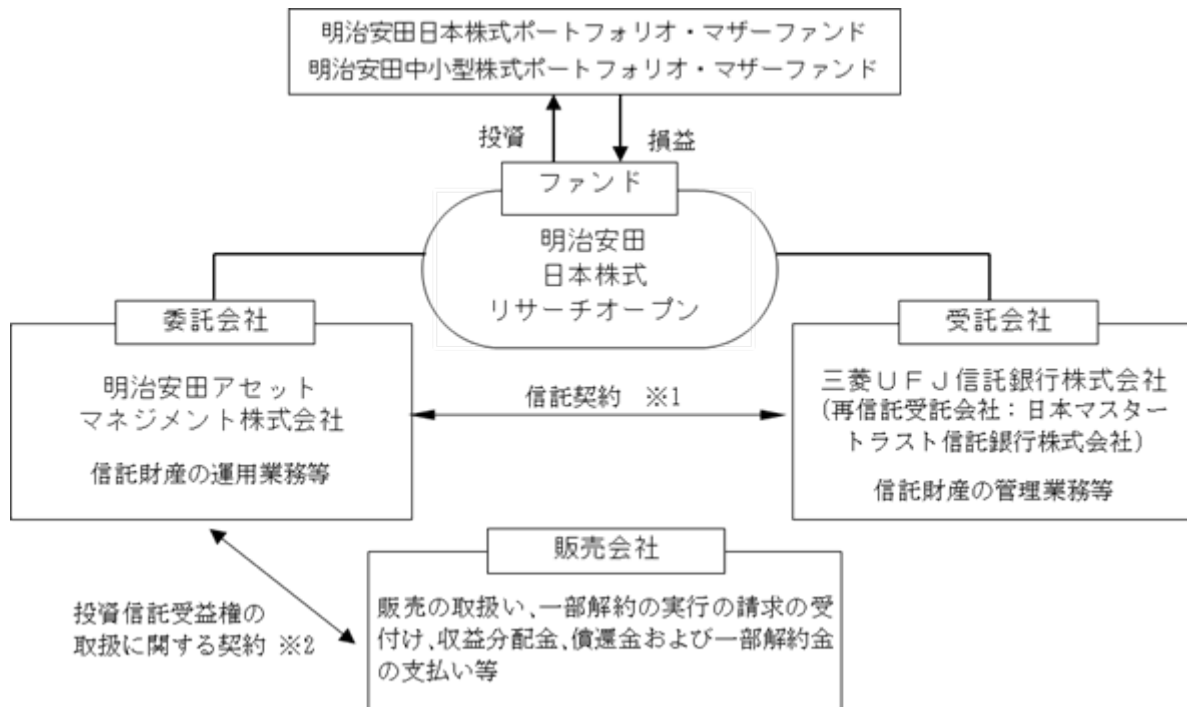 明治安田日本株式ポートフォリオ・マザーファンド
明治安田中小型株式ポートフォリオ・マザーファンド
投資
損益
ファンド
明治安田
日本株式
リサーチオープン
委託会社
明治安田アセット
マネジメント株式会社
信託財産の運用業務等
信託契約 ※1
受託会社
三菱UFJ信託銀行株式会社
(再信託受託会社:日本マスター
トラスト信託銀行株式会社)
信託財産の管理業務等
投資信託受益権の
取扱に関する契約 ※2
販売会社
販売の取扱い、一部解約の実行の請求の受
付け、収益分配金、償還金および一部解約金
の支払い等